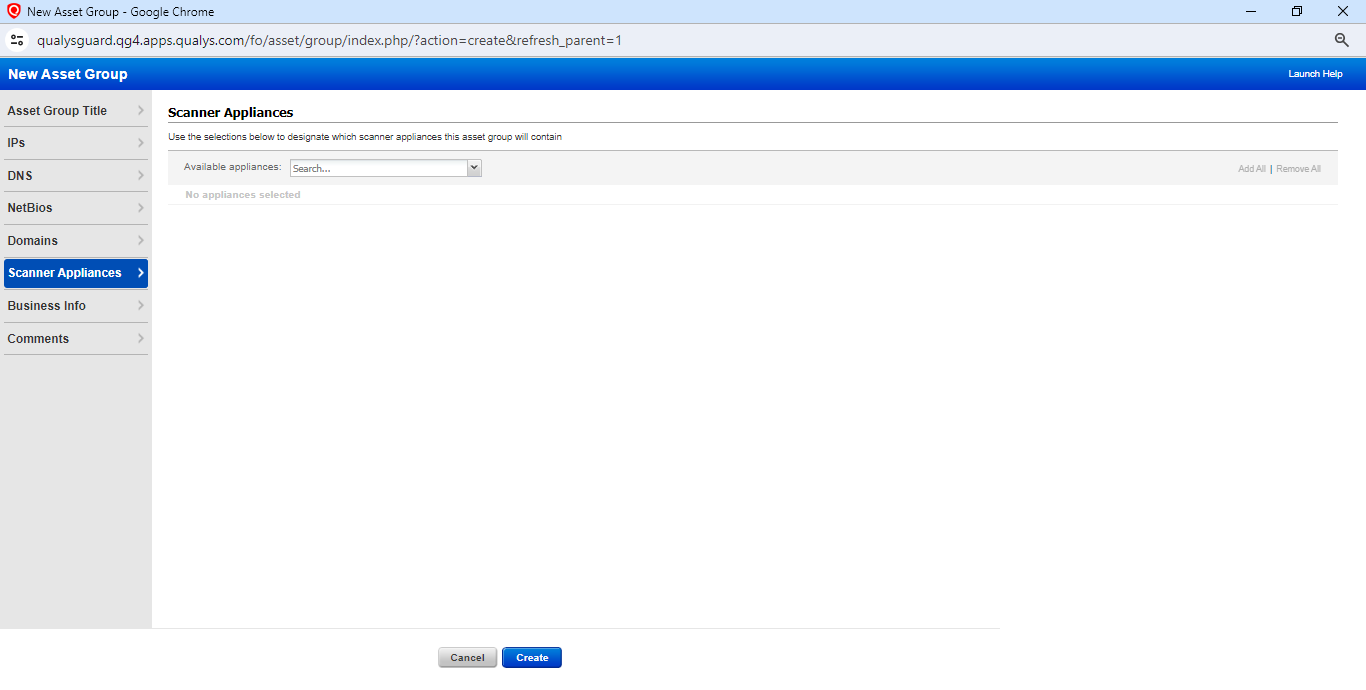 New Asset Group - Google Chrome
qualysguard.qg4.apps.qualys.com/fo/asset/group/index.php/?action=create&refresh_parent=1
New Asset Group
Launch Help
Asset Group Title
IPs
DNS
NetBios
Domains
Scanner Appliances
Business Info
Comments
Scanner Appliances
Use the selections below to designate which scanner appliances this asset group will contain
Available appliances: Search...
Add All | Remove All
No appliances selected
Cancel Create